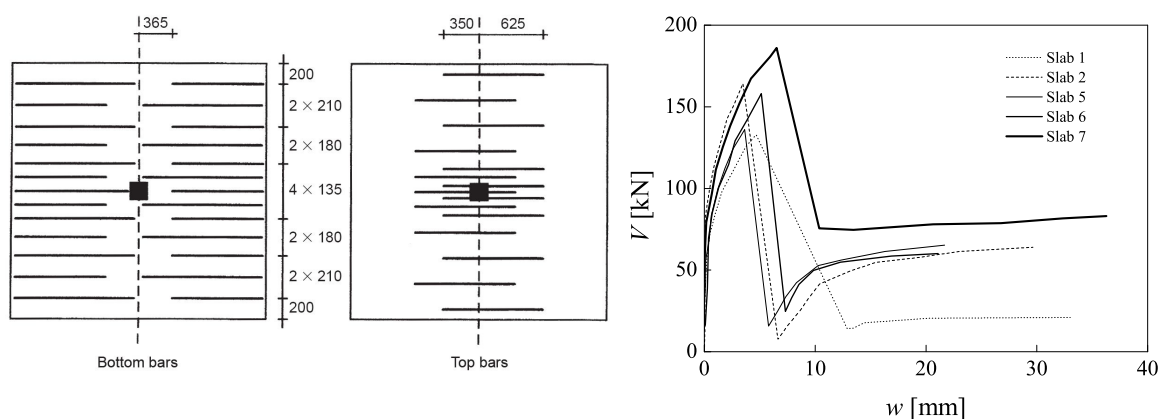 365
200
2 × 210
2 × 180
4 × 135
2 × 180
2 × 210
200
Bottom bars
350 625
Top bars
200
150
100
50
0
V [kN]
Slab 1
Slab 2
Slab 5
Slab 6
Slab 7
0 10 20 30 40
w [mm]